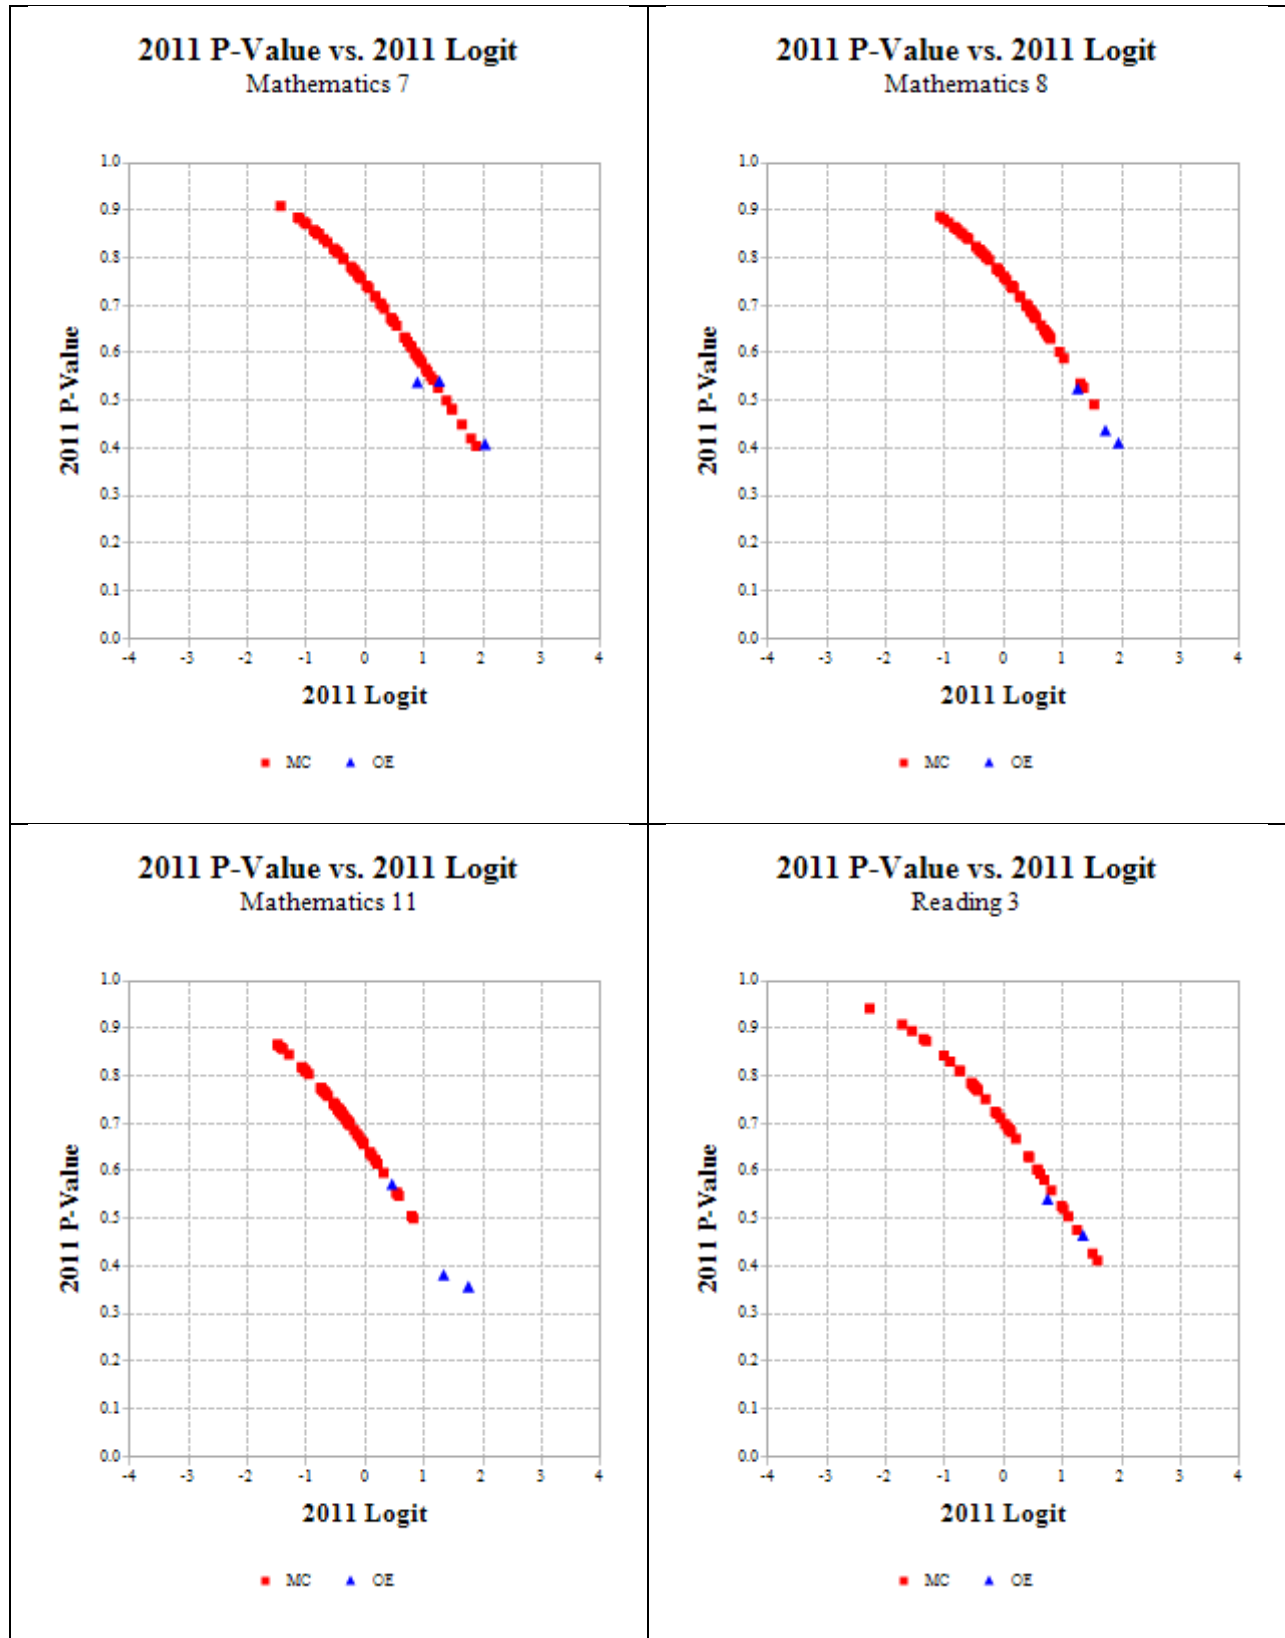 2011 P-Value vs. 2011 Logit
Mathematics 7
1.0
0.9
0.8
0.7
0.6
0.5
0.4
0.3
0.2
0.1
0.0
2011 P-Value
-4 -3 -2 -1 0 1 2 3 4
2011 Logit
MC OE
2011 P-Value vs. 2011 Logit
Mathematics 8
1.0
0.9
0.8
0.7
0.6
0.5
0.4
0.3
0.2
0.1
0.0
2011 P-Value
-4 -3 -2 -1 0 1 2 3 4
2011 Logit
MC OE
2011 P-Value vs. 2011 Logit
Mathematics 11
1.0
0.9
0.8
0.7
0.6
0.5
0.4
0.3
0.2
0.1
0.0
2011 P-Value
-4 -3 -2 -1 0 1 2 3 4
2011 Logit
MC OE
2011 P-Value vs. 2011 Logit
Reading 3
1.0
0.9
0.8
0.7
0.6
0.5
0.4
0.3
0.2
0.1
0.0
2011 P-Value
-4 -3 -2 -1 0 1 2 3 4
2011 Logit
MC OE